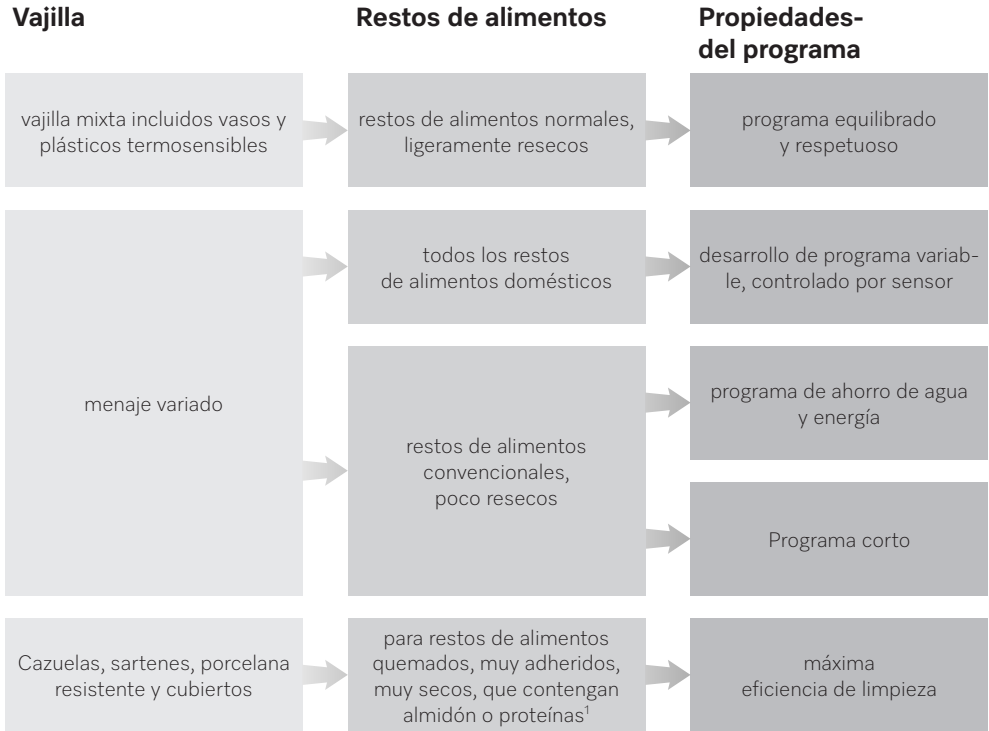 Vajilla
Restos de alimentos
Propiedades-
del programa
vajilla mixta incluidos vasos y
plásticos termosensibles
restos de alimentos normales,
ligeramente resecos
programa equilibrado
y respetuoso
menaje variado
todos los restos
de alimentos domésticos
desarrollo de programa variab-
le, controlado por sensor
restos de alimentos
convencionales,
poco resecos
programa de ahorro de agua
y energía
Programa corto
Cazuelas, sartenes, porcelana
resistente y cubiertos
para restos de alimentos
quemados, muy adheridos,
muy secos, que contengan
almidón o proteínas¹
máxima
eficiencia de limpieza